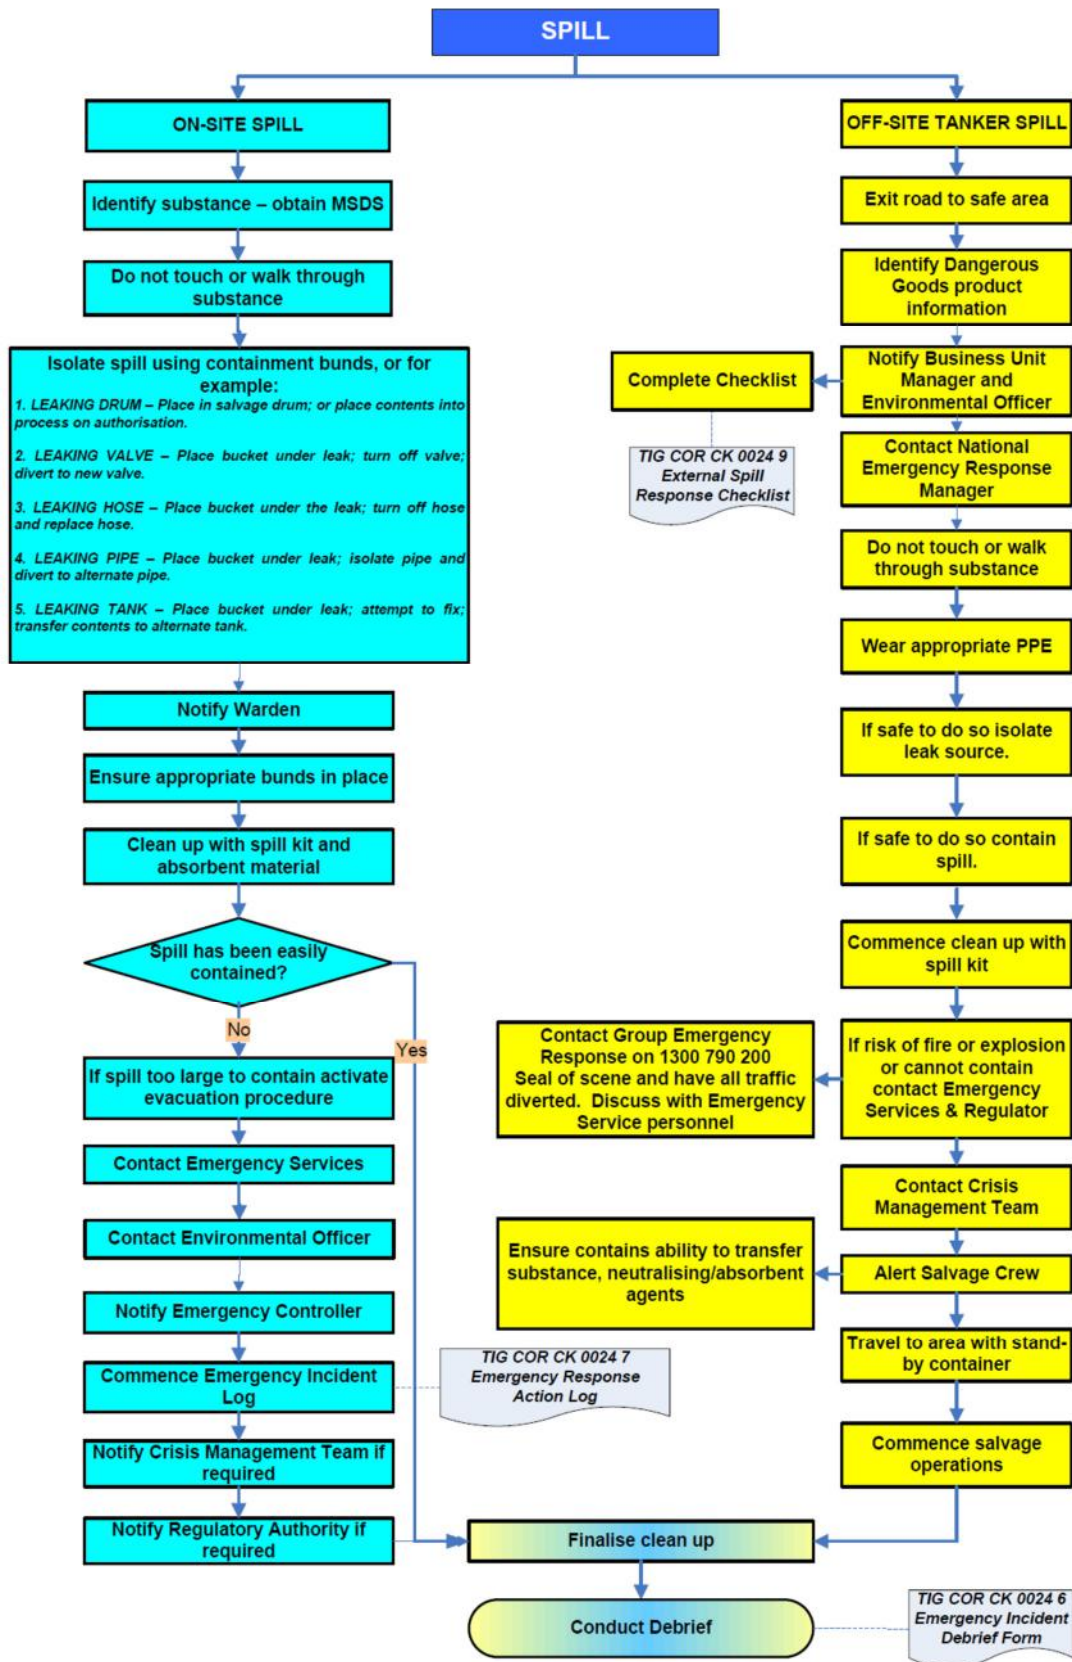 SPILL
ON-SITE SPILL
Identify substance – obtain MSDS
Do not touch or walk through
substance
Isolate spill using containment bunds, or for
example:
1. LEAKING DRUM – Place in salvage drum; or place contents into
process on authorisation.
2. LEAKING VALVE – Place bucket under leak; turn off valve;
divert to new valve.
3. LEAKING HOSE – Place bucket under the leak; turn off hose
and replace hose.
4. LEAKING PIPE – Place bucket under leak; isolate pipe and
divert to alternate pipe.
5. LEAKING TANK – Place bucket under leak; attempt to fix;
transfer contents to alternate tank.
Notify Warden
Ensure appropriate bunds in place
Clean up with spill kit and
absorbent material
Spill has been easily
contained?
No
Yes
If spill too large to contain activate
evacuation procedure
Contact Emergency Services
Contact Environmental Officer
Notify Emergency Controller
Commence Emergency Incident
Log
TIG COR CK 0024 7
Emergency Response
Action Log
Notify Crisis Management Team if
required
Notify Regulatory Authority if
required
OFF-SITE TANKER SPILL
Exit road to safe area
Identify Dangerous
Goods product
information
Notify Business Unit
Manager and
Environmental Officer
Complete Checklist
TIG COR CK 0024 9
External Spill
Response Checklist
Contact National
Emergency Response
Manager
Do not touch or walk
through substance
Wear appropriate PPE
If safe to do so isolate
leak source.
If safe to do so contain
spill.
Commence clean up with
spill kit
If risk of fire or explosion
or cannot contain
contact Emergency
Services & Regulator
Contact Group Emergency
Response on 1300 790 200
Seal of scene and have all traffic
diverted. Discuss with Emergency
Service personnel
Contact Crisis
Management Team
Alert Salvage Crew
Ensure contains ability to transfer
substance, neutralising/absorbent
agents
Travel to area with stand-
by container
Commence salvage
operations
Finalise clean up
Conduct Debrief
TIG COR CK 0024 6
Emergency Incident
Debrief Form